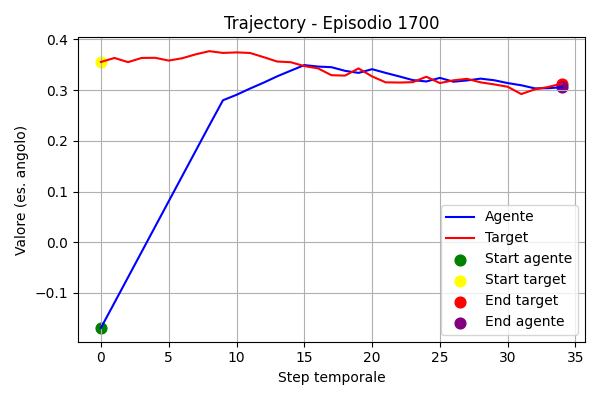 Trajectory - Episodio 1700
Valore (es. angolo)
0.4
0.3
0.2
0.1
0.0
−0.1
0
5
10
15
20
25
30
35
Step temporale
Agente
Target
Start agente
Start target
End target
End agente